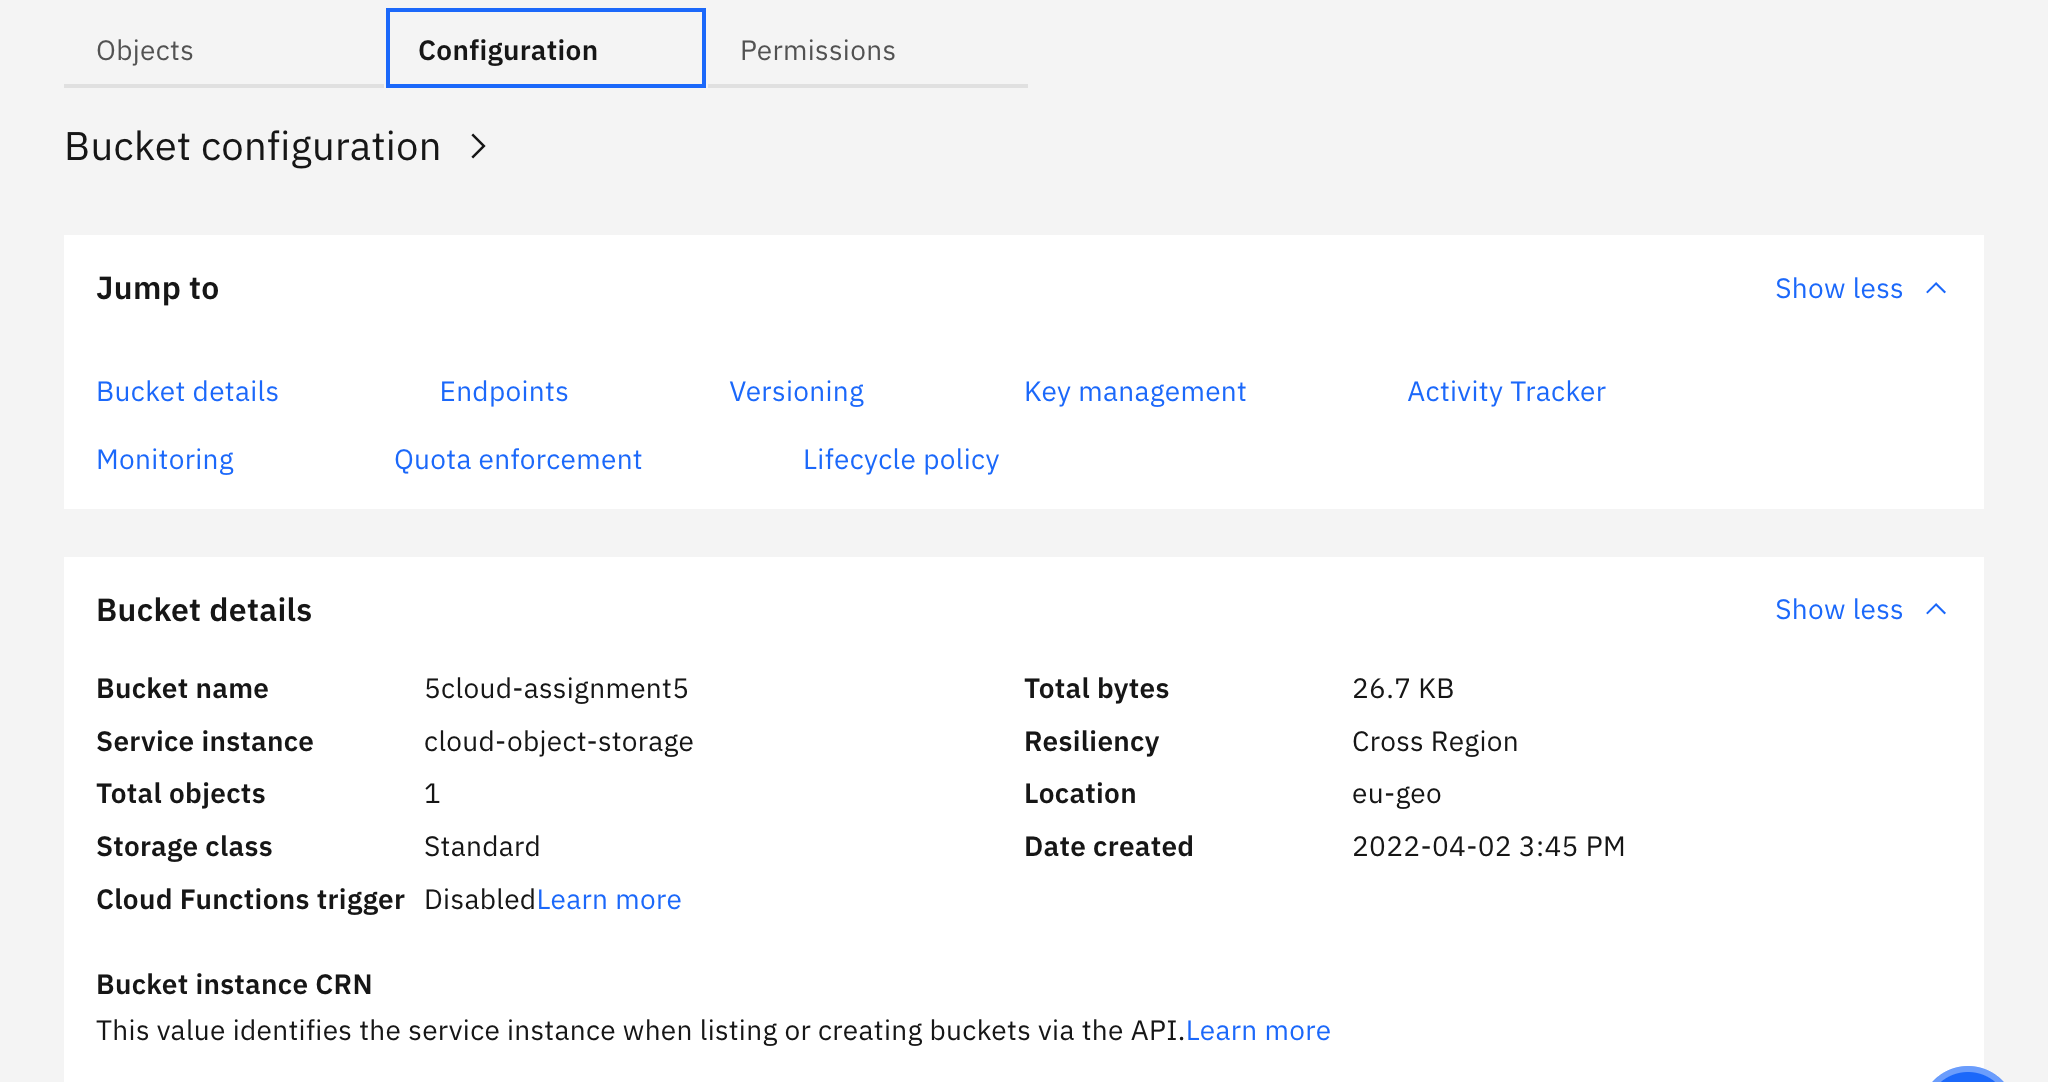 Objects Configuration Permissions
Bucket configuration
Jump to Show less
Bucket details Endpoints Versioning Key management Activity Tracker
Monitoring Quota enforcement Lifecycle policy
Bucket details Show less
Bucket name 5cloud-assignment5 Total bytes 26.7 KB
Service instance cloud-object-storage Resiliency Cross Region
Total objects 1 Location eu-geo
Storage class Standard Date created 2022-04-02 3:45 PM
Cloud Functions trigger DisabledLearn more
Bucket instance CRN
This value identifies the service instance when listing or creating buckets via the API.Learn more